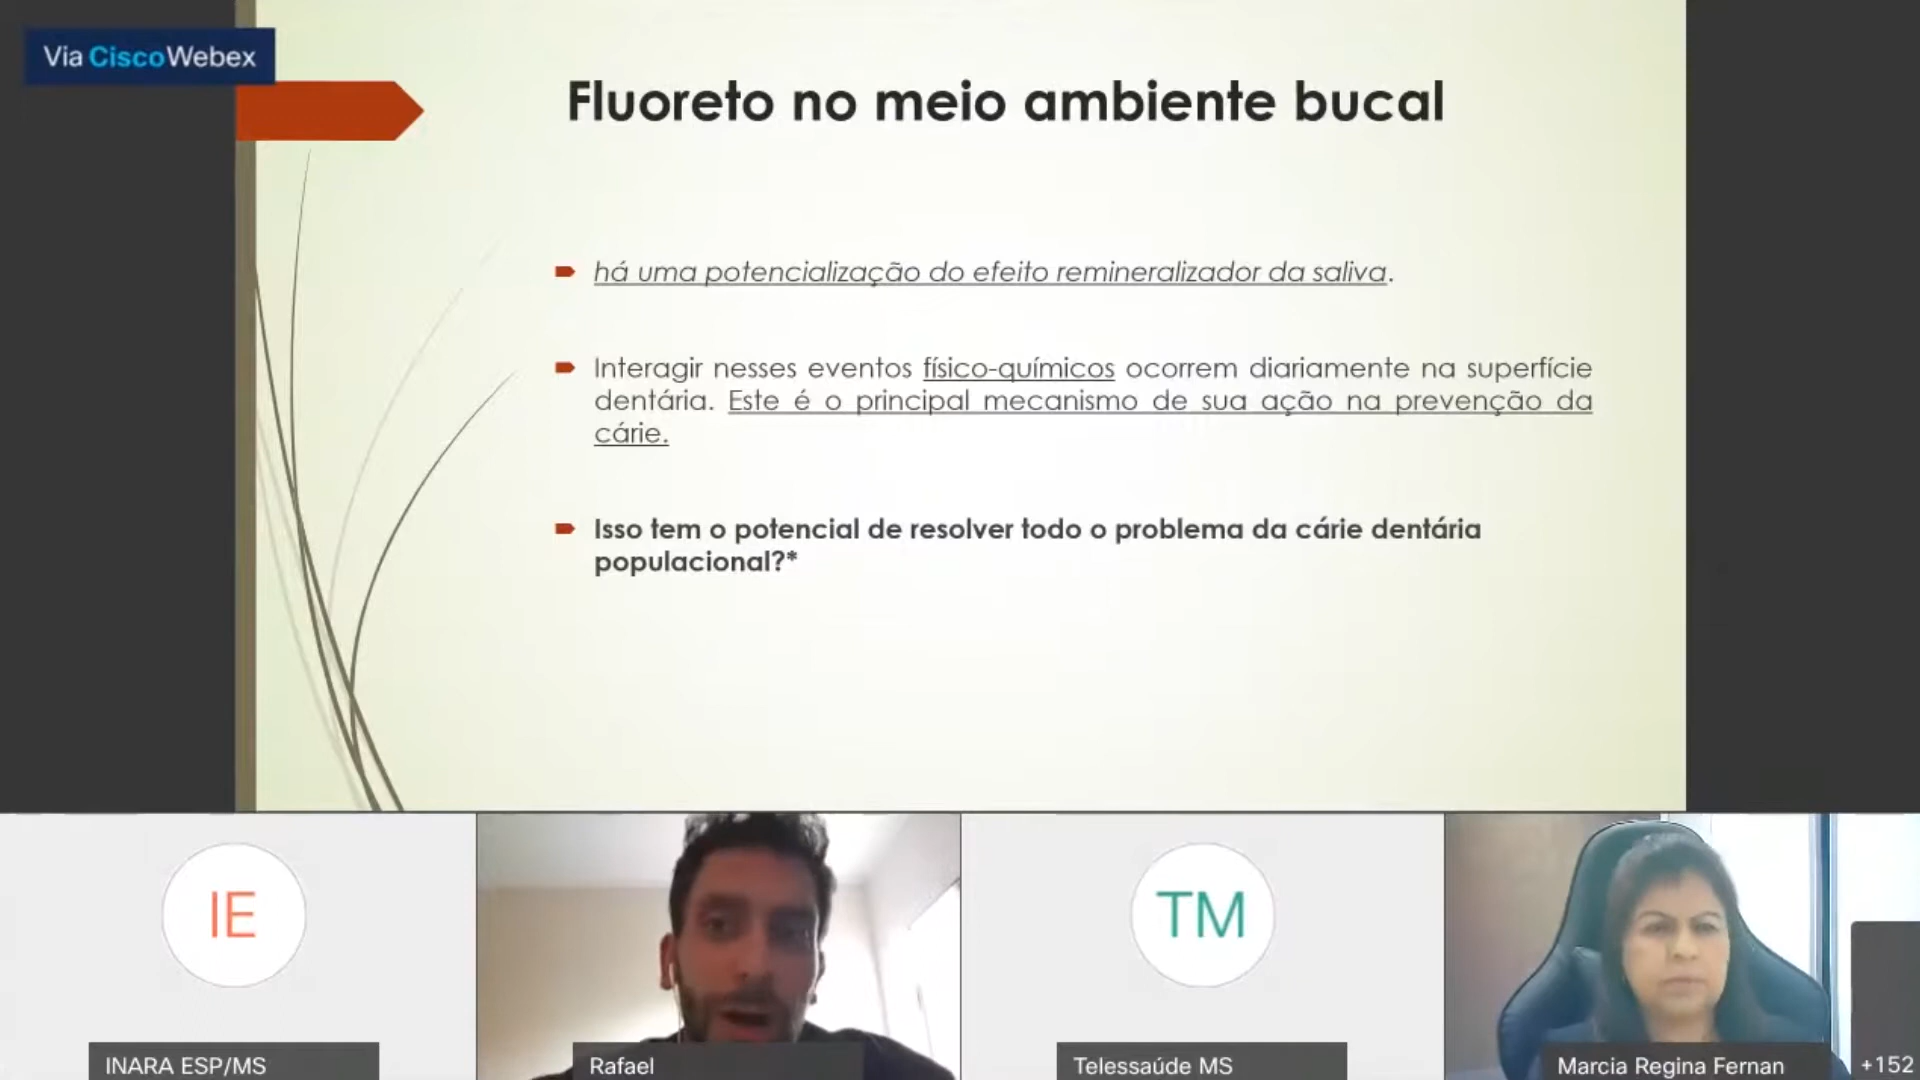 Via CiscoWebex
Fluoreto no meio ambiente bucal
há uma potencialização do efeito remineralizador da saliva.
Interagir nesses eventos físico-químicos ocorrem diariamente na superfície
dentária. Este é o principal mecanismo de sua ação na prevenção da
cárie.
Isso tem o potencial de resolver todo o problema da cárie dentária
populacional?*
IE
TM
INARA ESP/MS
Rafael
Telessaúde MS
Marcia Regina Fernan
+152